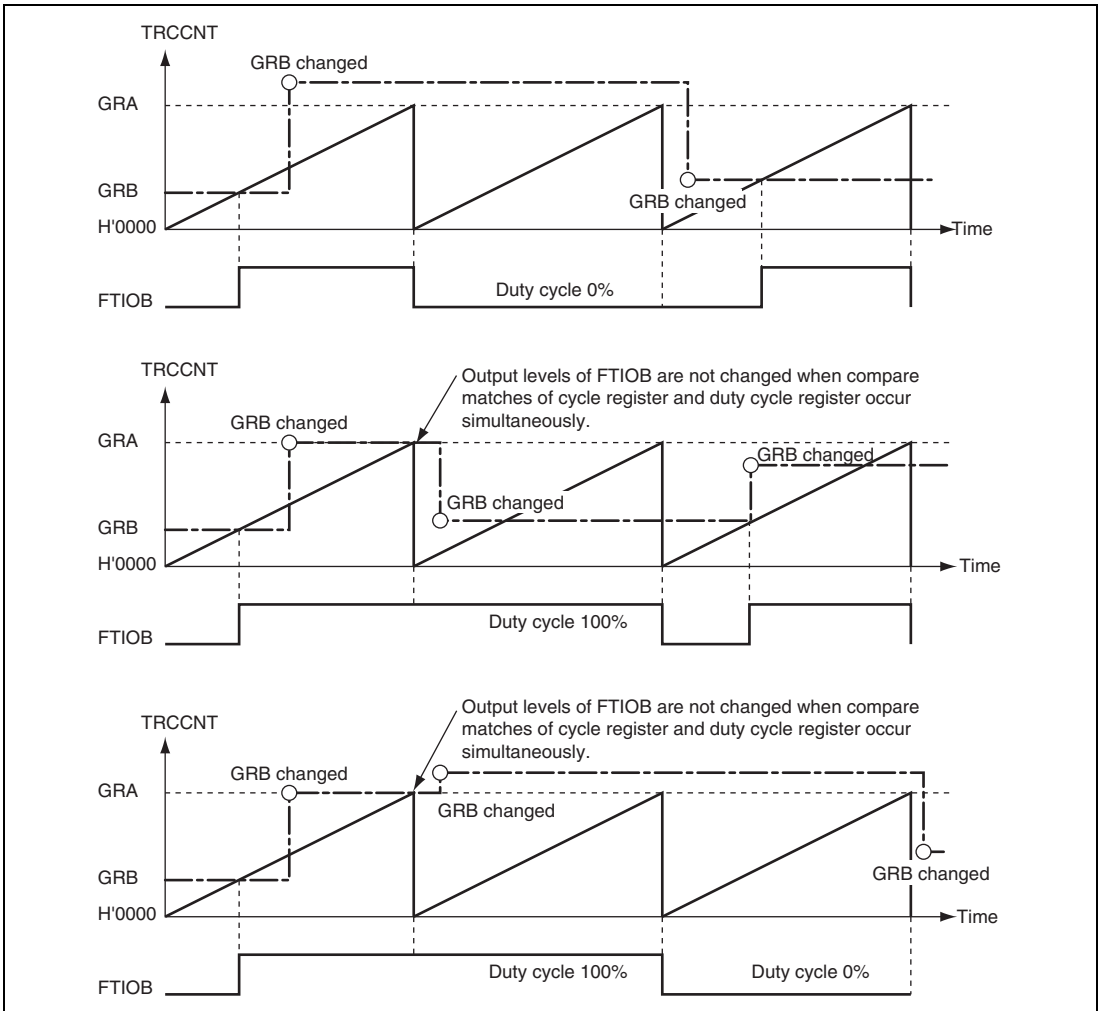 TRCCNT
GRB changed
GRA
GRB
GRB changed
H'0000
Time
Duty cycle 0%
FTIOB
TRCCNT
Output levels of FTIOB are not changed when compare
matches of cycle register and duty cycle register occur
simultaneously.
GRB changed
GRA
GRB changed
GRB changed
GRB
H'0000
Time
Duty cycle 100%
FTIOB
Output levels of FTIOB are not changed when compare
matches of cycle register and duty cycle register occur
simultaneously.
TRCCNT
GRB changed
GRA
GRB changed
GRB
GRB changed
H'0000
Time
Duty cycle 100%
Duty cycle 0%
FTIOB